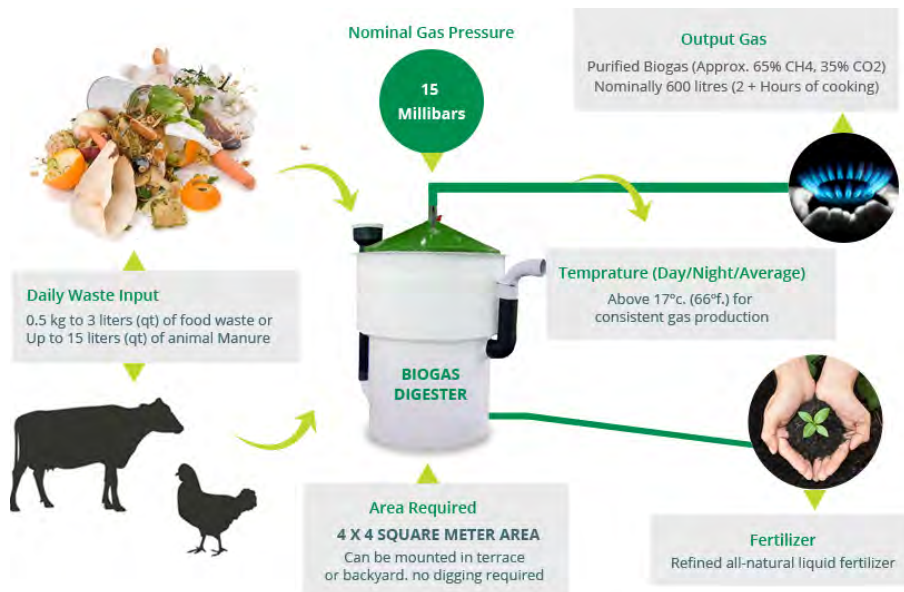 Nominal Gas Pressure
15
Millibars
Output Gas
Purified Biogas (Approx. 65% CH4, 35% CO2)
Nominally 600 litres (2 + Hours of cooking)
Daily Waste Input
0.5 kg to 3 liters (qt) of food waste or
Up to 15 liters (qt) of animal Manure
Temprature (Day/Night/Average)
Above 17ºc. (66ºf.) for
consistent gas production
BIOGAS
DIGESTER
Area Required
4 X 4 SQUARE METER AREA
Can be mounted in terrace
or backyard. no digging required
Fertilizer
Refined all-natural liquid fertilizer